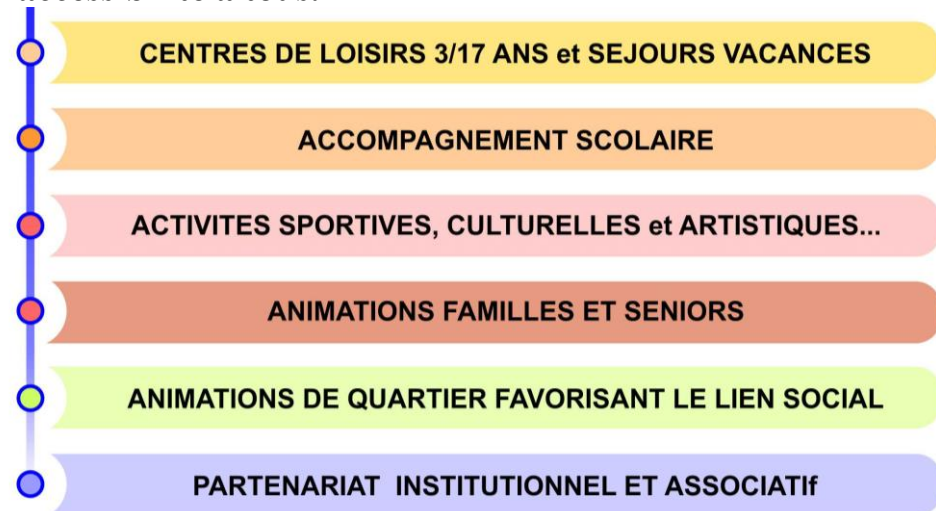 CENTRES DE LOISIRS 3/17 ANS et SEJOURS VACANCES
ACCOMPAGNEMENT SCOLAIRE
ACTIVITES SPORTIVES, CULTURELLES et ARTISTIQUES...
ANIMATIONS FAMILLES ET SENIORS
ANIMATIONS DE QUARTIER FAVORISANT LE LIEN SOCIAL
PARTENARIAT INSTITUTIONNEL ET ASSOCIATIf